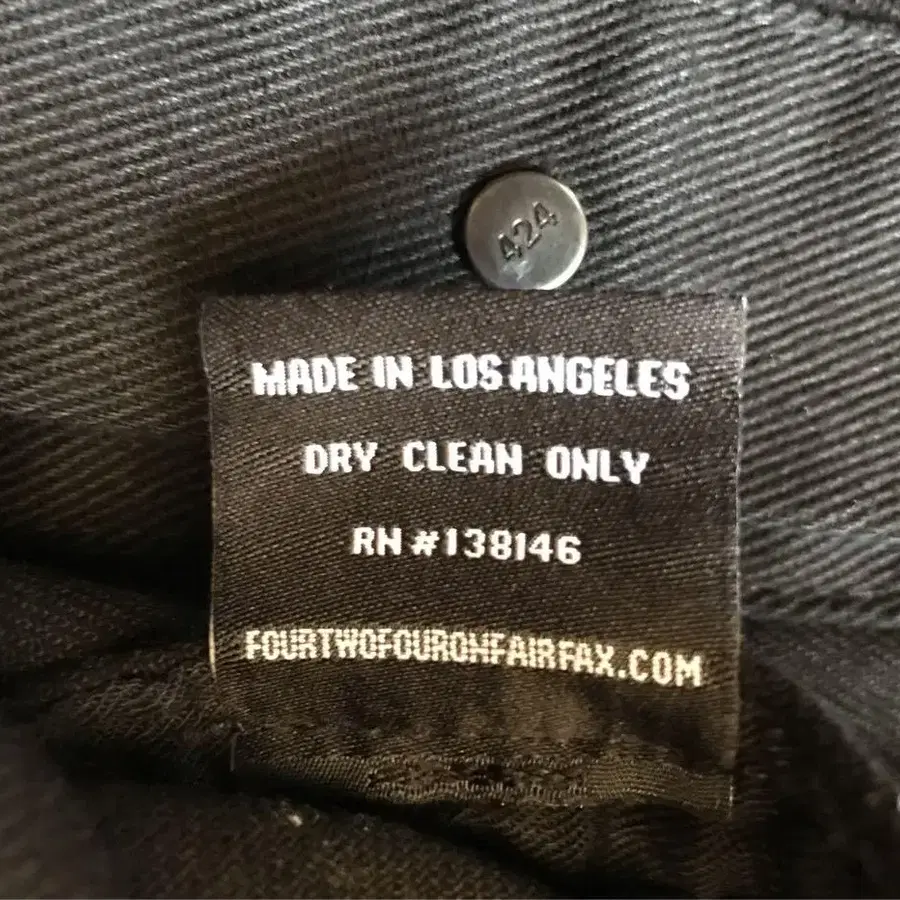 424
MADE IN LOS ANGELES
DRY CLEAN ONLY
RN #138146
FOURTWOFOURONFAIRFAX.COM